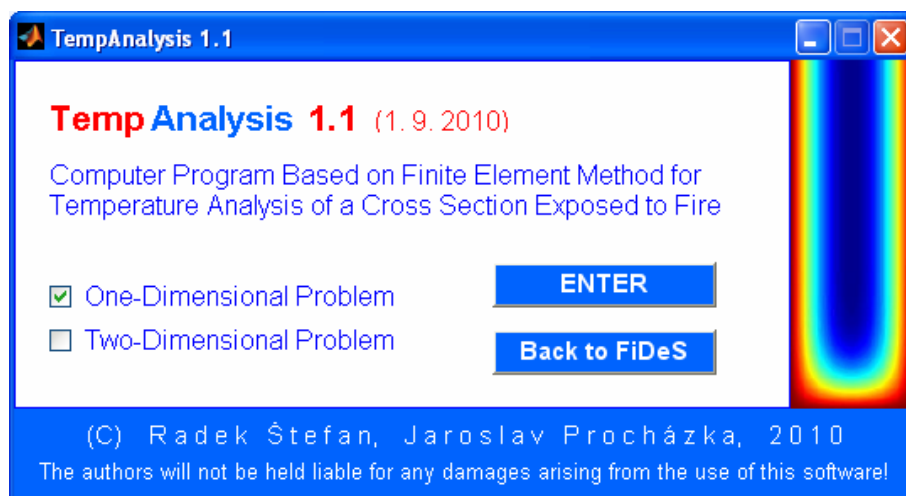 TempAnalysis 1.1
Temp Analysis 1.1 (1. 9. 2010)
Computer Program Based on Finite Element Method for
Temperature Analysis of a Cross Section Exposed to Fire
One-Dimensional Problem
Two-Dimensional Problem
ENTER
Back to FiDeS
(C) Radek Štefan, Jaroslav Procházka, 2010
The authors will not be held liable for any damages arising from the use of this software!